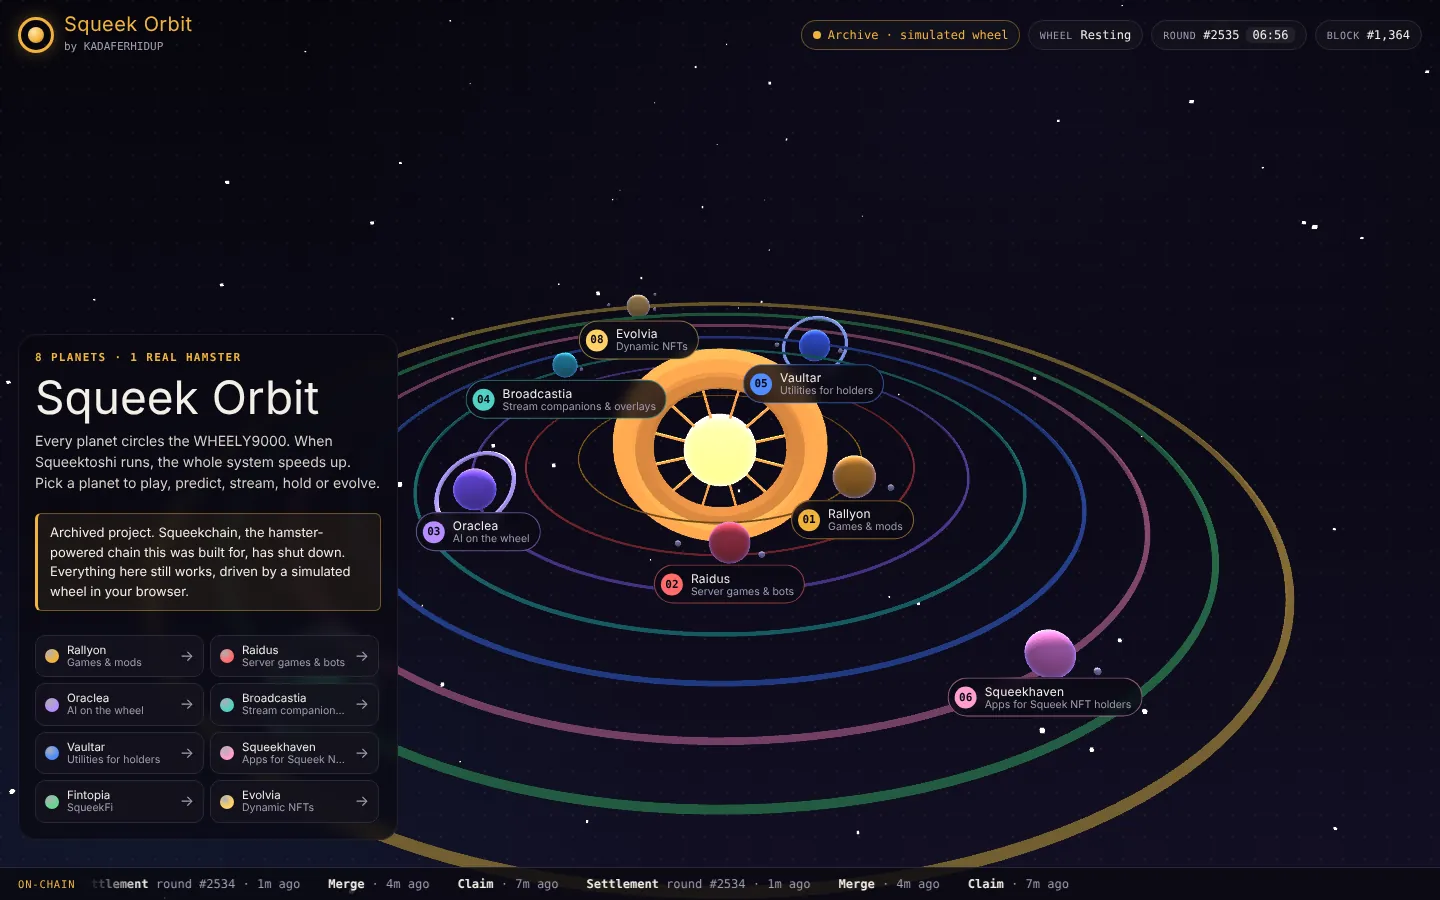 Squeek Orbit
by KADAFERHIDUP
Archive · simulated wheel
WHEEL Resting
ROUND #2535 06:56
BLOCK #1,364
8 PLANETS · 1 REAL HAMSTER
Squeek Orbit
Every planet circles the WHEELY9000. When
Squeektoshi runs, the whole system speeds up.
Pick a planet to play, predict, stream, hold or evolve.
Archived project. Squeekchain, the hamster-
powered chain this was built for, has shut down.
Everything here still works, driven by a simulated
wheel in your browser.
Rallyon
Games & mods
Raidus
Server games & bots
Oraclea
AI on the wheel
Broadcastia
Stream companion...
Vaultar
Utilities for holders
Squeekhaven
Apps for Squeek N...
Fintopia
SqueekFi
Evolvia
Dynamic NFTs
08 Evolvia
Dynamic NFTs
05 Vaultar
Utilities for holders
04 Broadcastia
Stream companions & overlays
03 Oraclea
AI on the wheel
01 Rallyon
Games & mods
02 Raidus
Server games & bots
06 Squeekhaven
Apps for Squeek NFT holders
ON-CHAIN ttlement round #2534 · 1m ago Merge · 4m ago Claim · 7m ago Settlement round #2534 · 1m ago Merge · 4m ago Claim · 7m ago